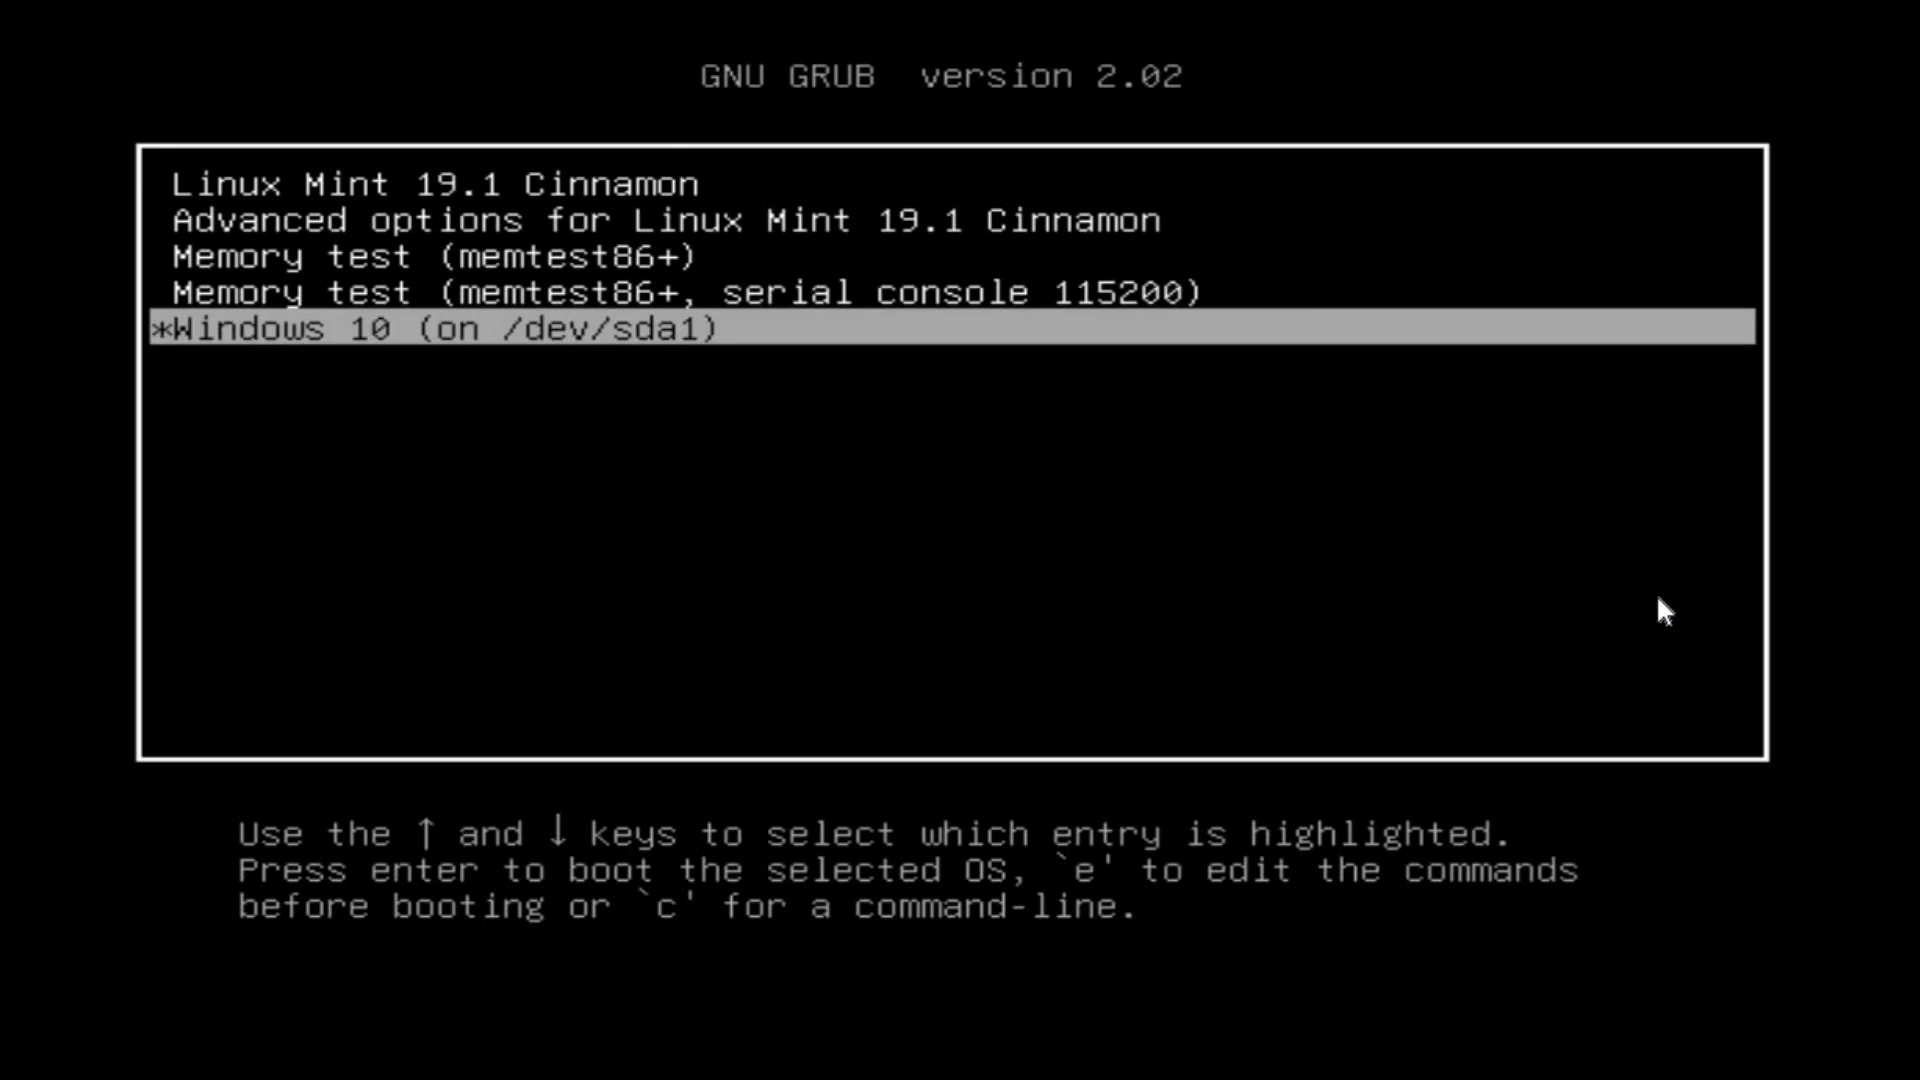 GNU GRUB  version 2.02
Linux Mint 19.1 Cinnamon
Advanced options for Linux Mint 19.1 Cinnamon
Memory test (memtest86+)
Memory test (memtest86+, serial console 115200)
*Windows 10 (on /dev/sda1)
Use the ↑ and ↓ keys to select which entry is highlighted.
Press enter to boot the selected OS, `e' to edit the commands
before booting or `c' for a command-line.